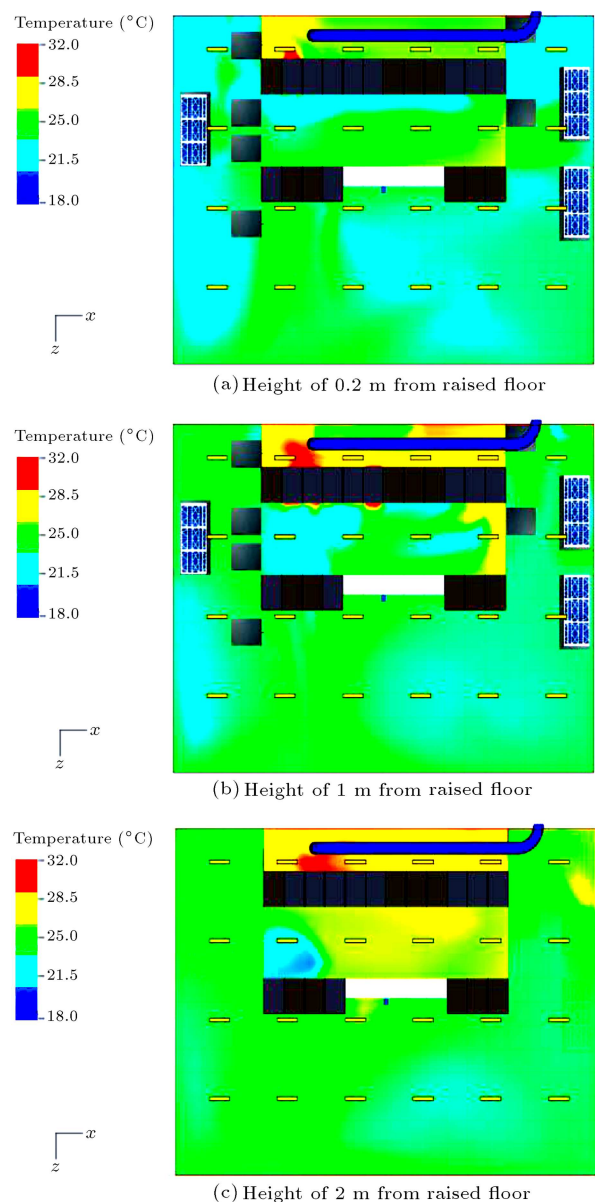 Temperature (°C)
32.0
28.5
25.0
21.5
18.0
x
z
(a) Height of 0.2 m from raised floor
Temperature (°C)
32.0
28.5
25.0
21.5
18.0
x
z
(b) Height of 1 m from raised floor
Temperature (°C)
32.0
28.5
25.0
21.5
18.0
x
z
(c) Height of 2 m from raised floor